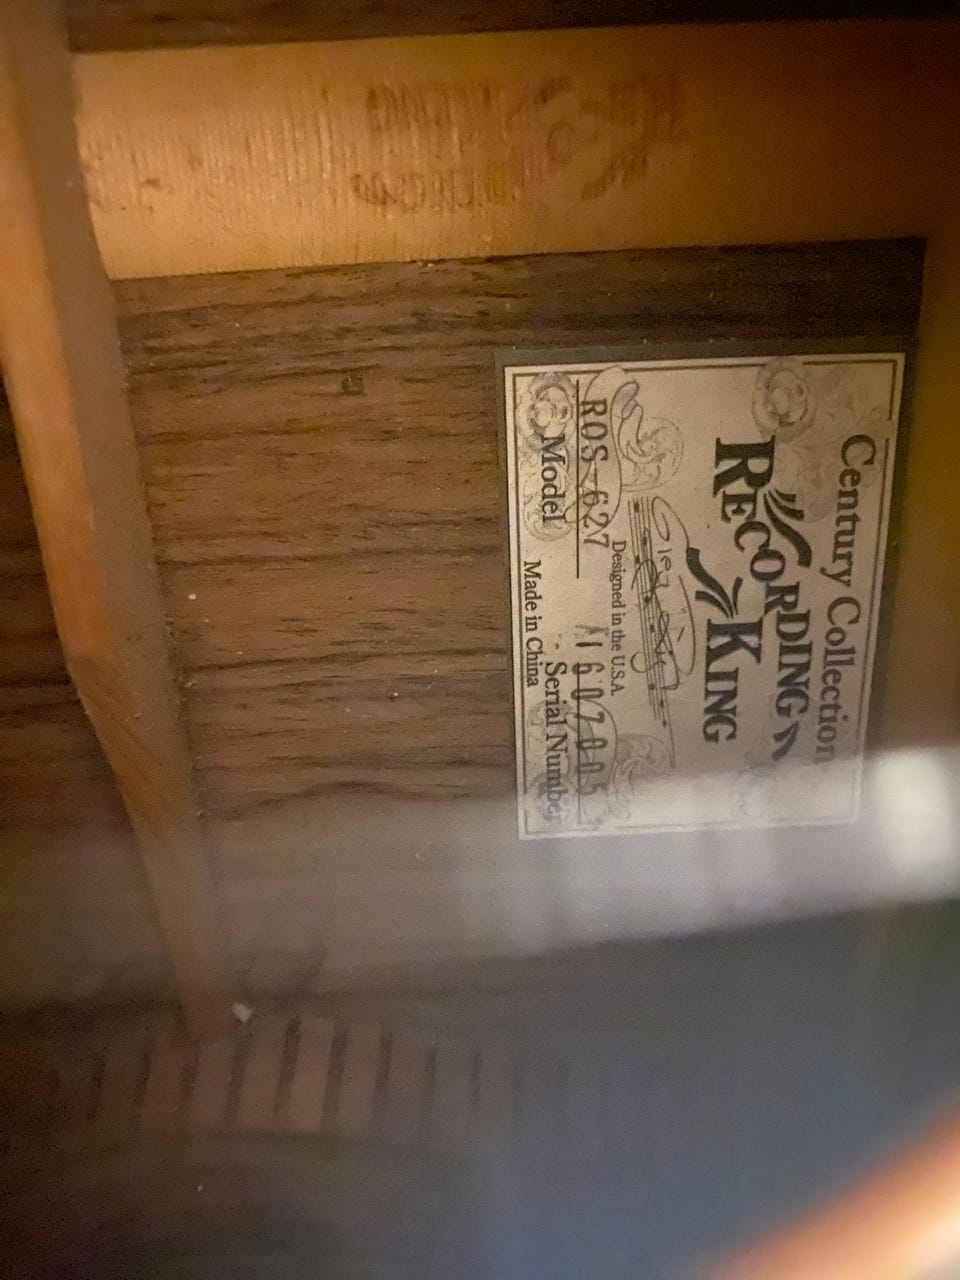 Century Collection
RECORDING
KING
Designed in the U.S.A.
ROS-627
Model
Serial Number
Made in China